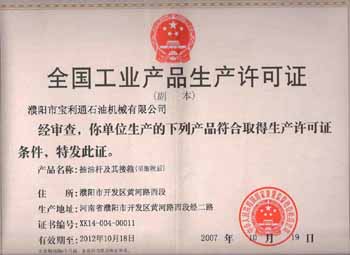 全国工业产品生产许可证
(副 本)
濮阳市宝利通石油机械有限公司
经审查，你单位生产的下列产品符合取得生产许可证
条件，特发此证。
产品名称：抽油杆及其接箍
住 所：濮阳市开发区黄河路西段
生产地址：河南省濮阳市开发区黄河路西段经二路
证书编号：XK14-004-00011
有效期至：2012年10月18日
2007 年 10 月 19 日